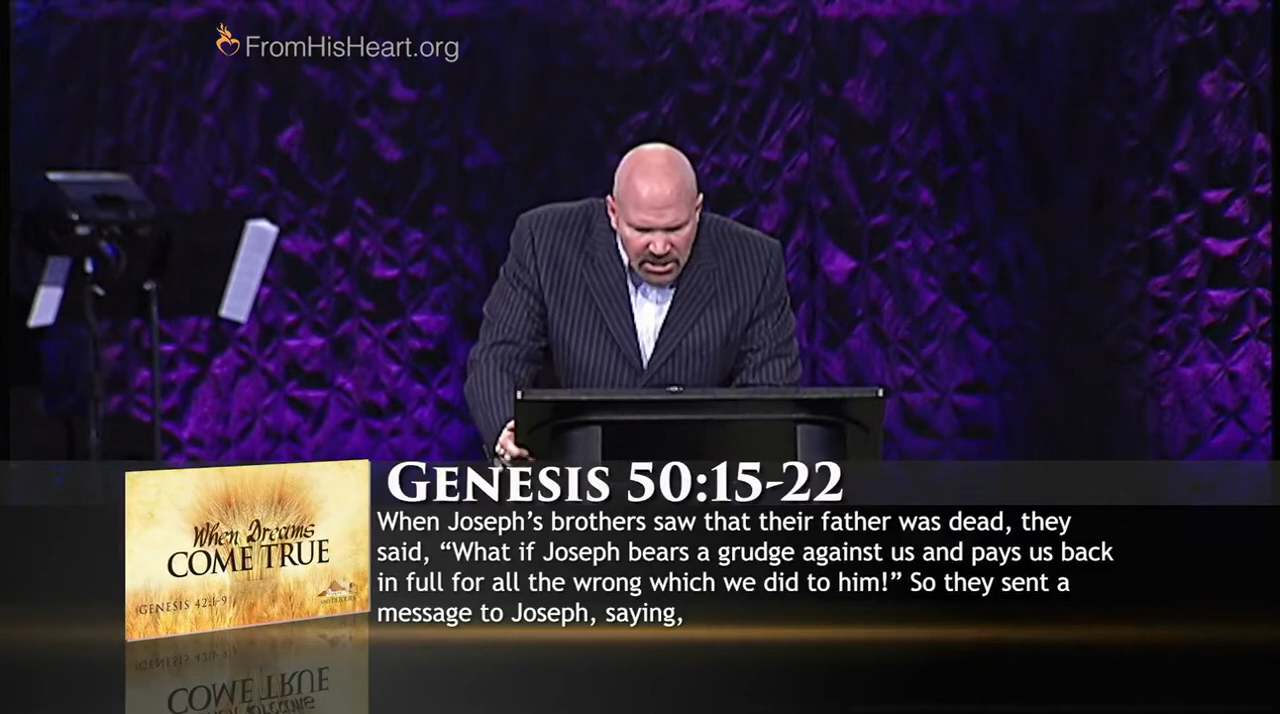 FromHisHeart.org
GENESIS 50:15-22
When Joseph's brothers saw that their father was dead, they
said, “What if Joseph bears a grudge against us and pays us back
in full for all the wrong which we did to him!” So they sent a
message to Joseph, saying,
When Dreams
COME TRUE
GENESIS 42:1-9